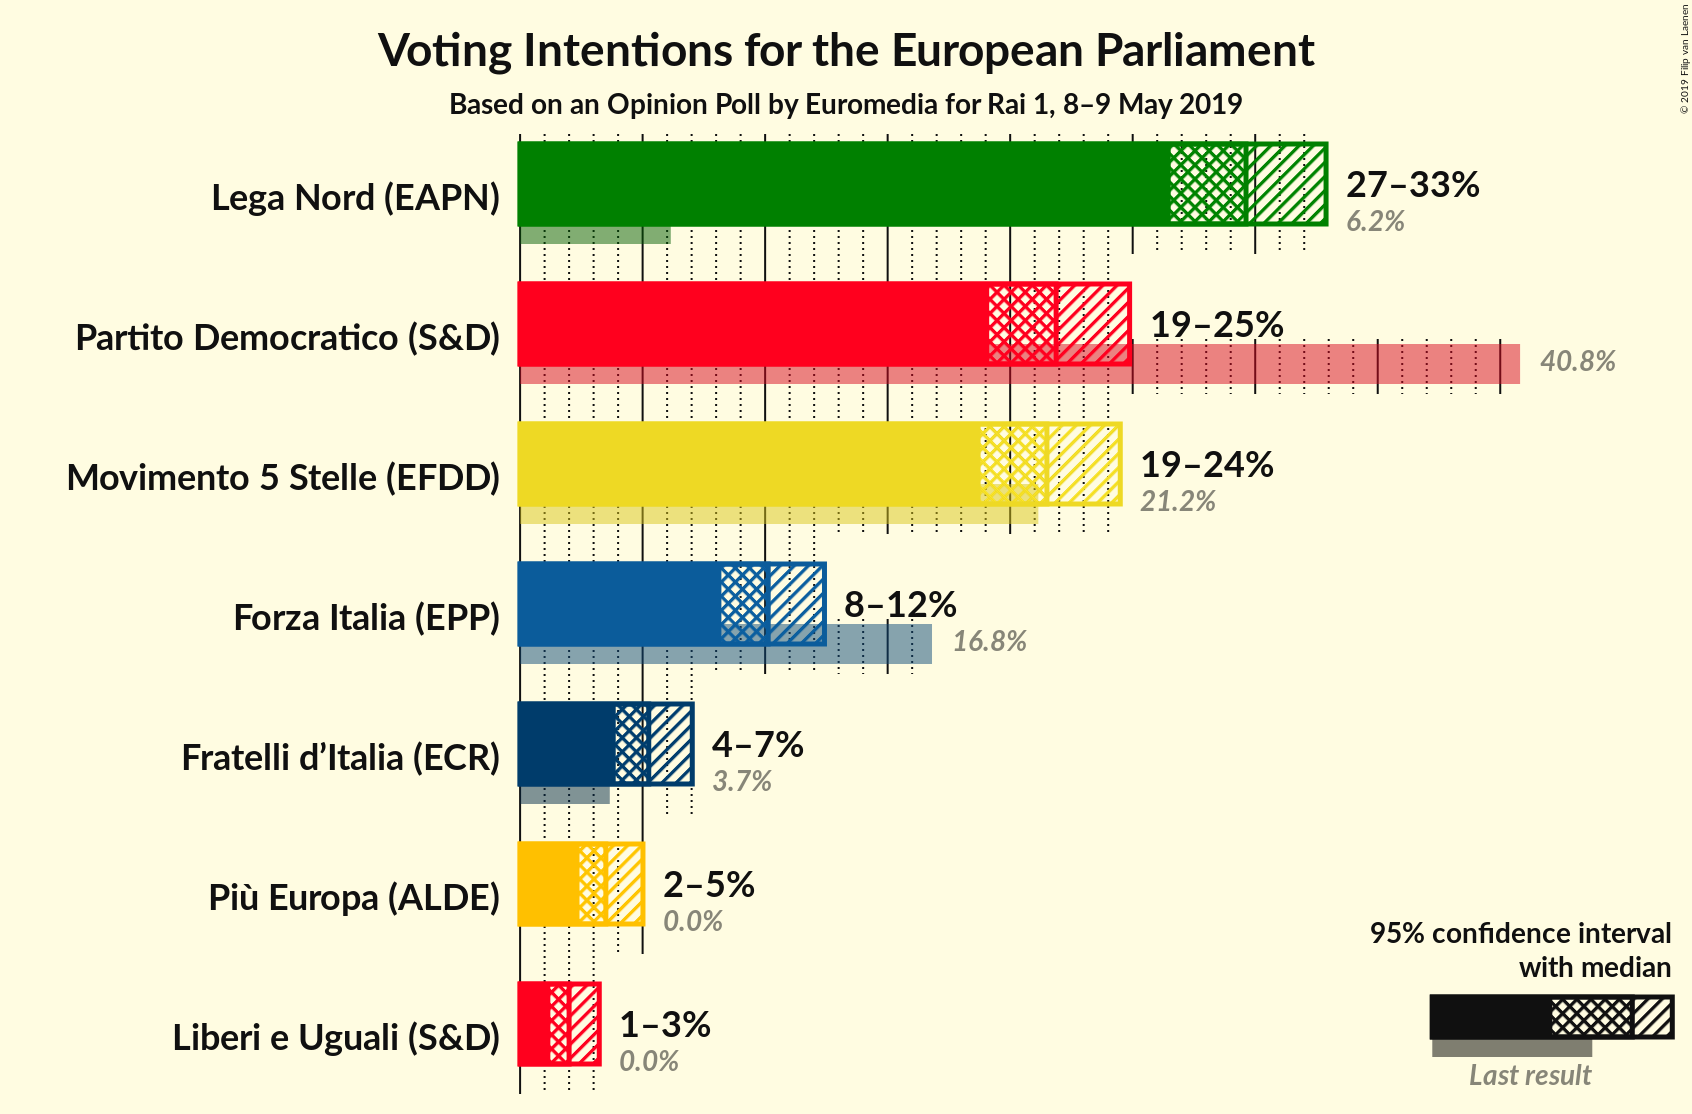 Voting Intentions for the European Parliament
Based on an Opinion Poll by Euromedia for Rai 1, 8–9 May 2019
© 2019 Filip van Laenen
Lega Nord (EAPN)
27–33%
6.2%
Partito Democratico (S&D)
19–25%
40.8%
Movimento 5 Stelle (EFDD)
19–24%
21.2%
Forza Italia (EPP)
8–12%
16.8%
Fratelli d’Italia (ECR)
4–7%
3.7%
Più Europa (ALDE)
2–5%
0.0%
Liberi e Uguali (S&D)
1–3%
0.0%
95% confidence interval
with median
Last result